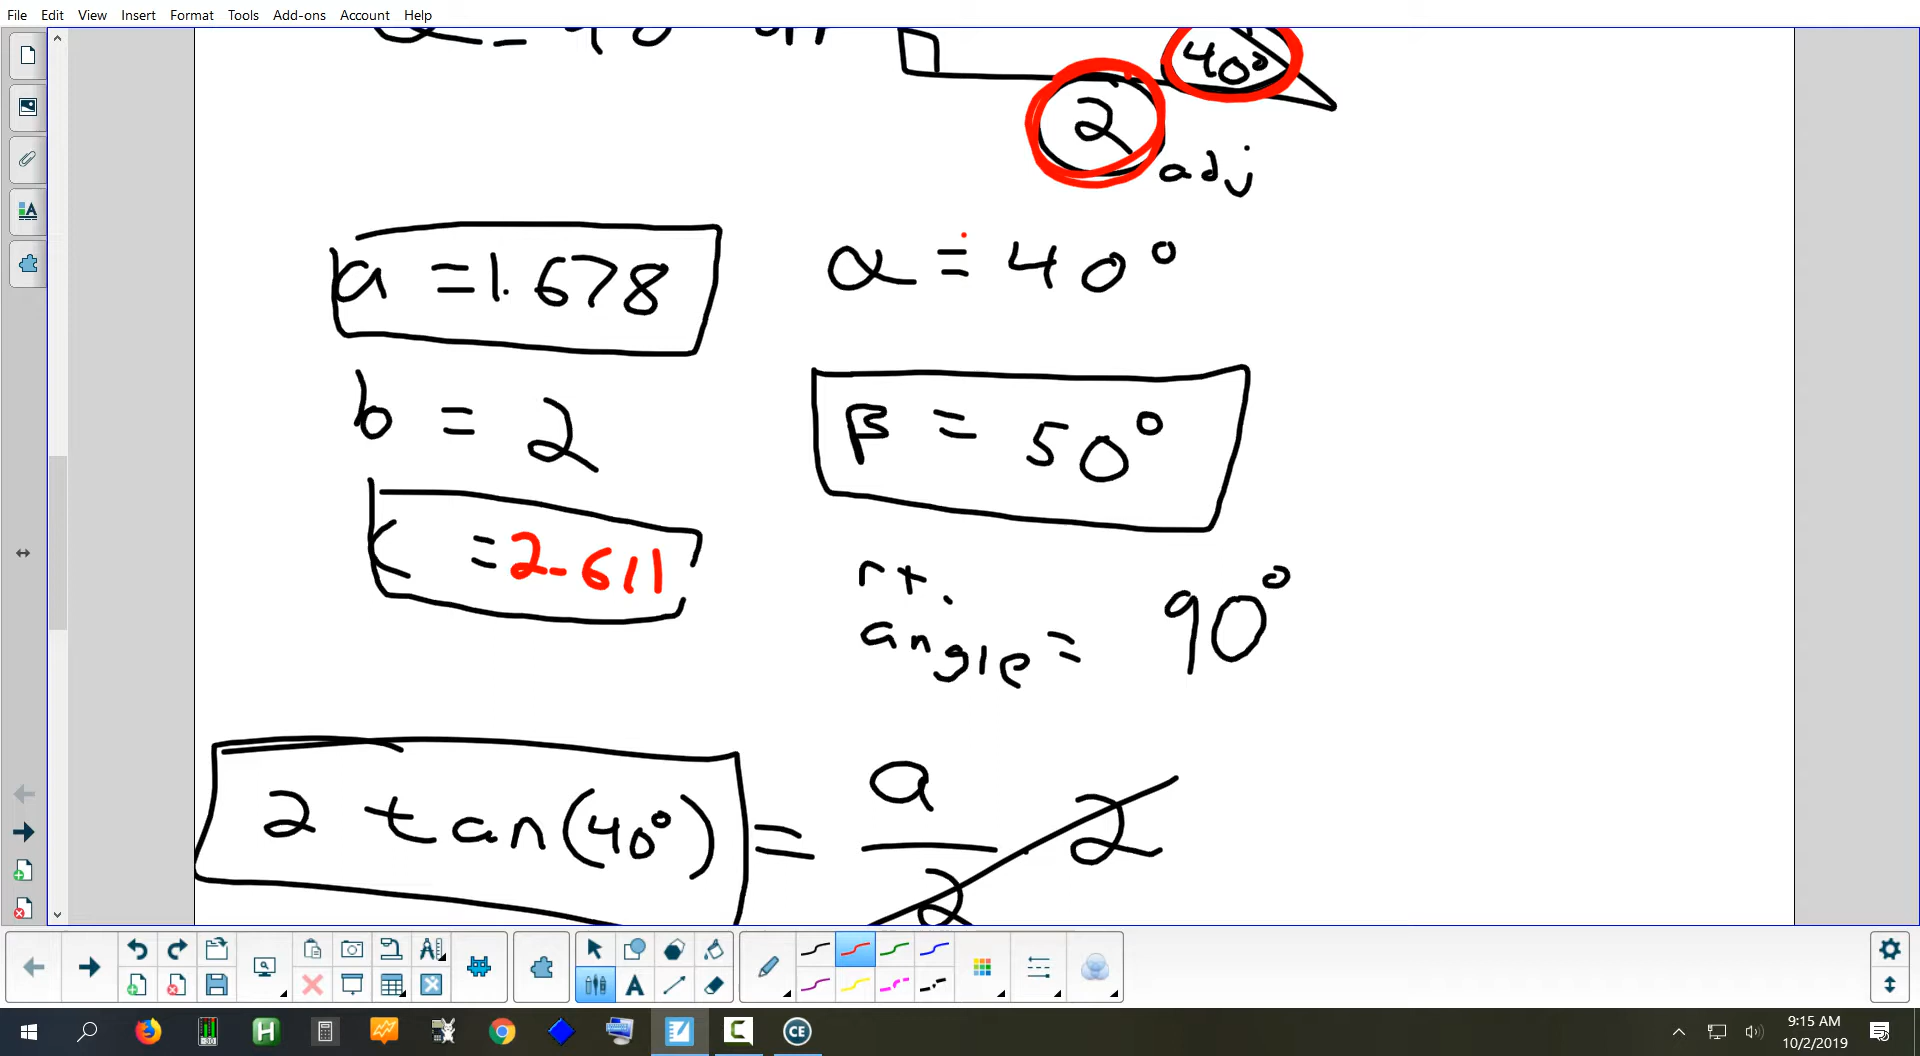 File Edit View Insert Format Tools Add-ons Account Help
40°
2
adj
a = 1.678
α = 40°
b = 2
β = 50°
c = 2.611
rt.
angle = 90°
2 tan(40°) = a/2 · 2
A
CE
9:15 AM
10/2/2019